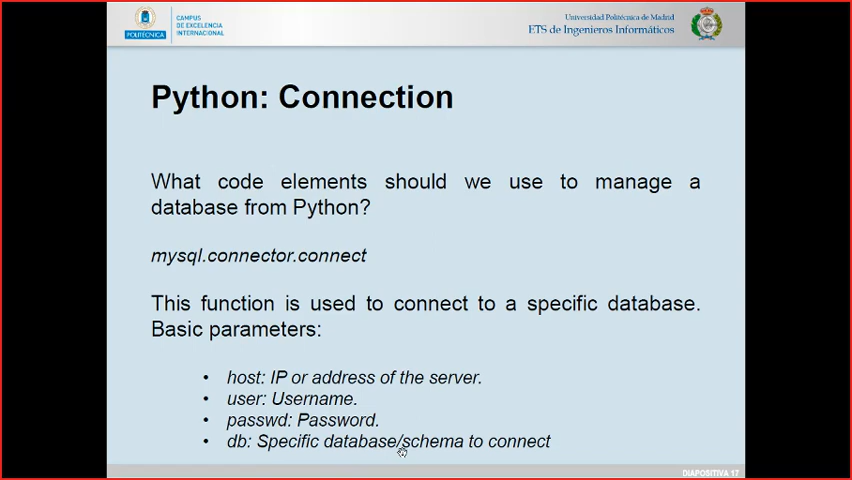 POLITÉCNICA
CAMPUS
DE EXCELENCIA
INTERNACIONAL
Universidad Politécnica de Madrid
ETS de Ingenieros Informáticos
Python: Connection
What code elements should we use to manage a
database from Python?
mysql.connector.connect
This function is used to connect to a specific database.
Basic parameters:
• host: IP or address of the server.
• user: Username.
• passwd: Password.
• db: Specific database/schema to connect
DIAPOSITIVA 17